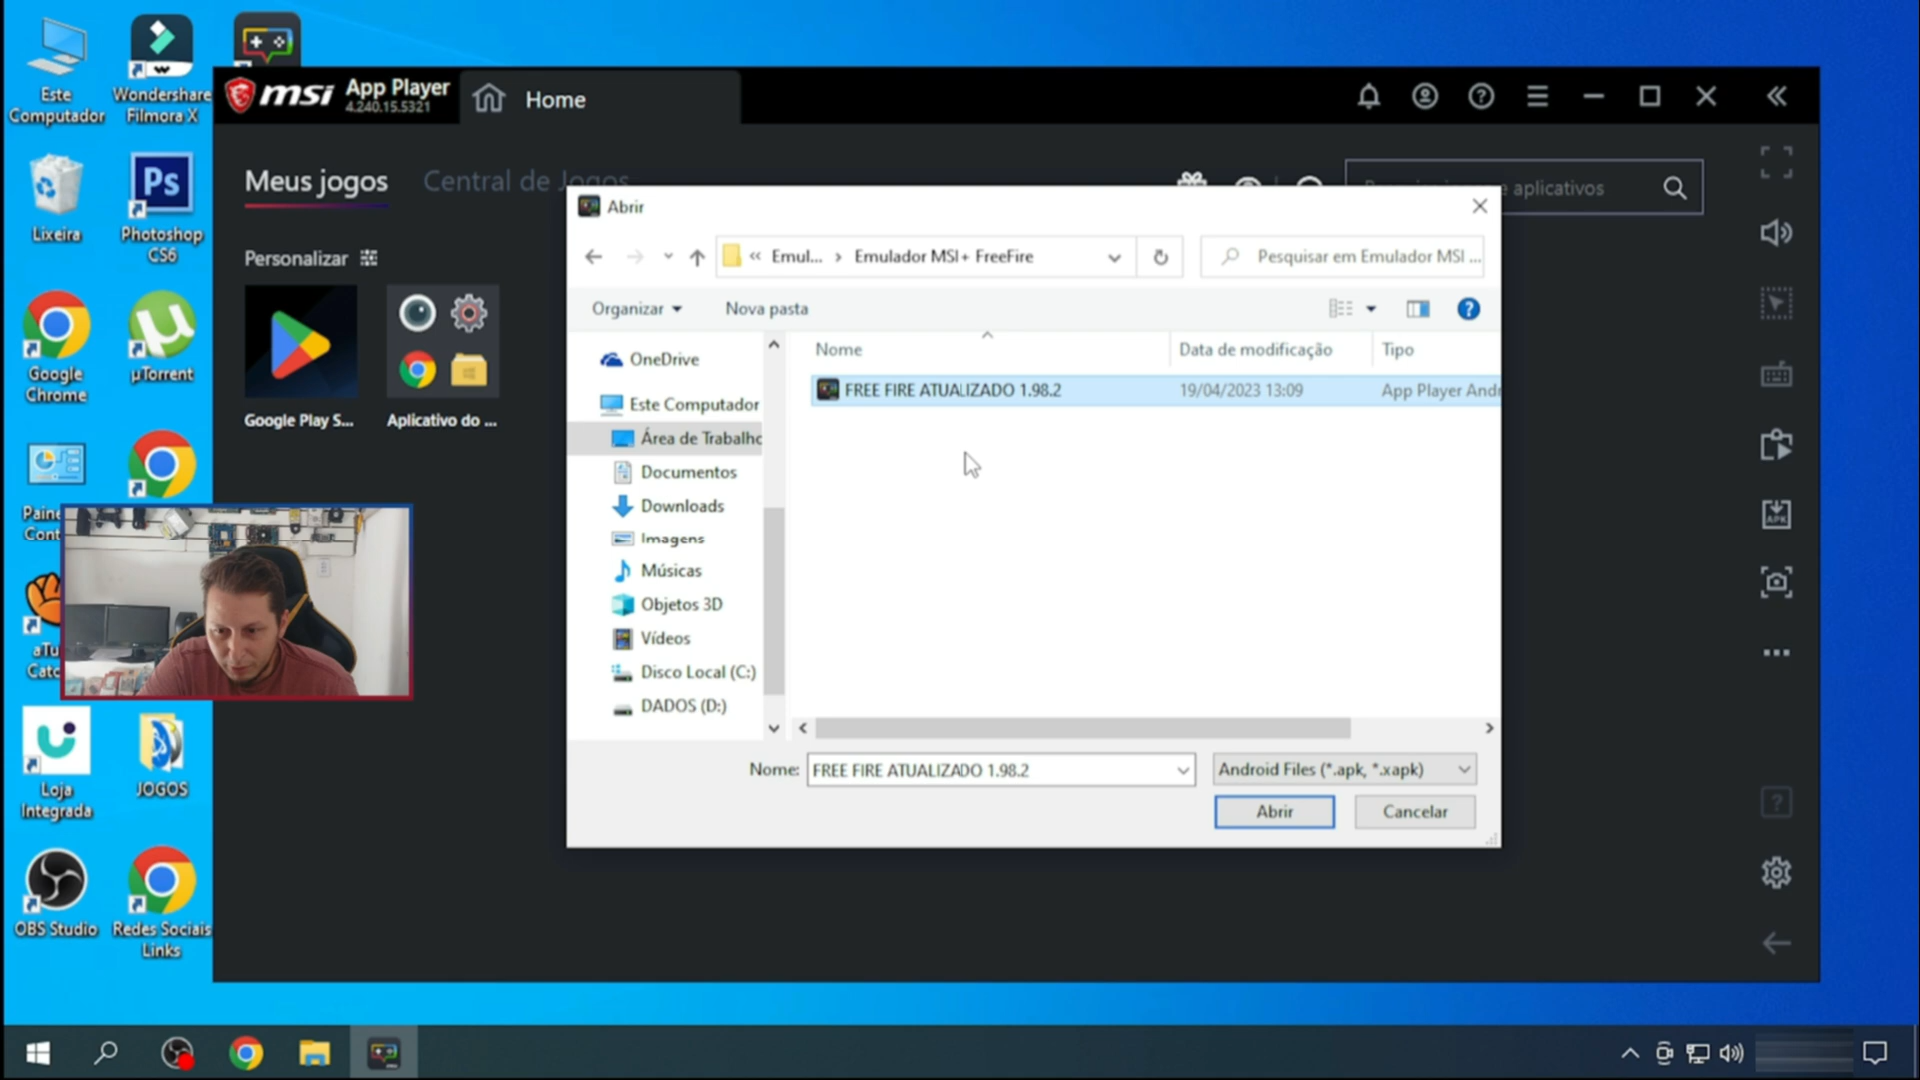 Este
Computador
Wondershare
Filmora X
Lixeira
Ps
Photoshop
CS6
Google
Chrome
µTorrent
Loja
Integrada
JOGOS
OBS Studio
Redes Sociais
Links
msi App Player
4.240.15.5321
Home
Meus jogos
Central de Jogos
aplicativos
Personalizar
Google Play S...
Aplicativo do ...
Abrir
« Emul... › Emulador MSI+ FreeFire
Pesquisar em Emulador MSI ...
Organizar
Nova pasta
OneDrive
Este Computador
Área de Trabalho
Documentos
Downloads
Imagens
Músicas
Objetos 3D
Vídeos
Disco Local (C:)
DADOS (D:)
Nome
Data de modificação
Tipo
FREE FIRE ATUALIZADO 1.98.2
19/04/2023 13:09
App Player Andr
Nome: FREE FIRE ATUALIZADO 1.98.2
Android Files (*.apk, *.xapk)
Abrir
Cancelar
APK